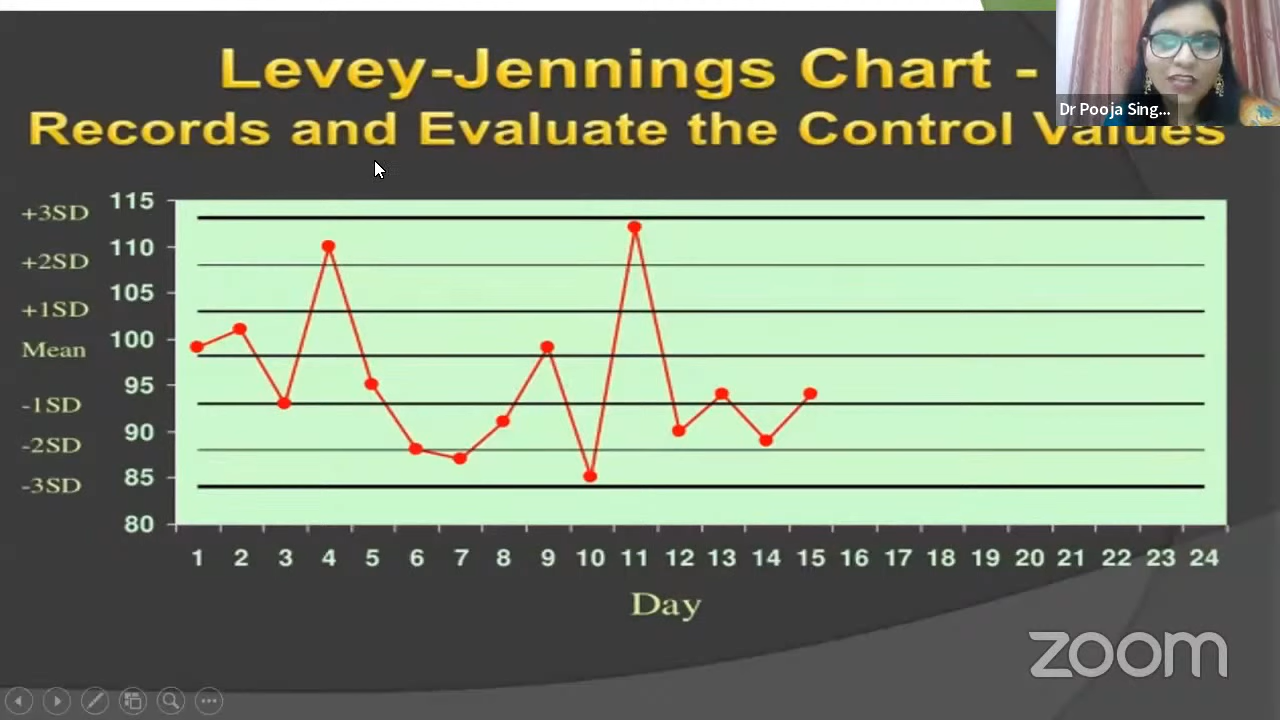 Levey-Jennings Chart -
Records and Evaluate the Control Values
Dr Pooja Sing...
+3SD
+2SD
+1SD
Mean
-1SD
-2SD
-3SD
115
110
105
100
95
90
85
80
1 2 3 4 5 6 7 8 9 10 11 12 13 14 15 16 17 18 19 20 21 22 23 24
Day
zoom